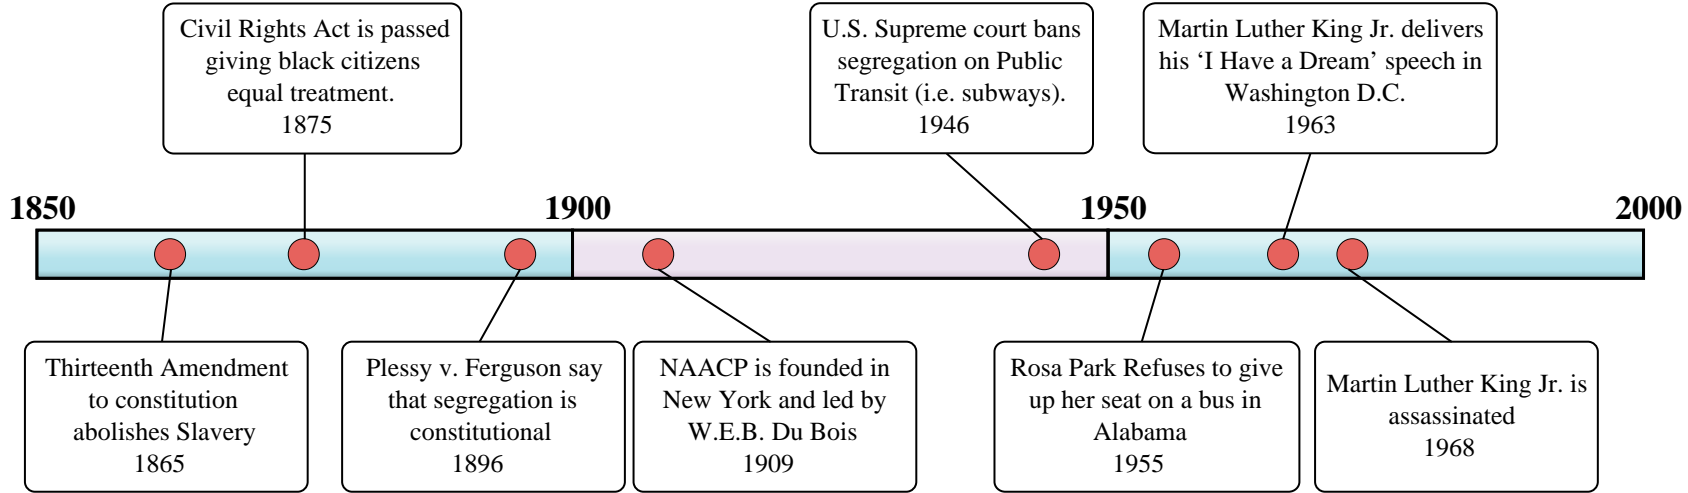 Civil Rights Act is passed
giving black citizens
equal treatment.
1875
U.S. Supreme court bans
segregation on Public
Transit (i.e. subways).
1946
Martin Luther King Jr. delivers
his ‘I Have a Dream’ speech in
Washington D.C.
1963
1850
1900
1950
2000
Thirteenth Amendment
to constitution
abolishes Slavery
1865
Plessy v. Ferguson say
that segregation is
constitutional
1896
NAACP is founded in
New York and led by
W.E.B. Du Bois
1909
Rosa Park Refuses to give
up her seat on a bus in
Alabama
1955
Martin Luther King Jr. is
assassinated
1968